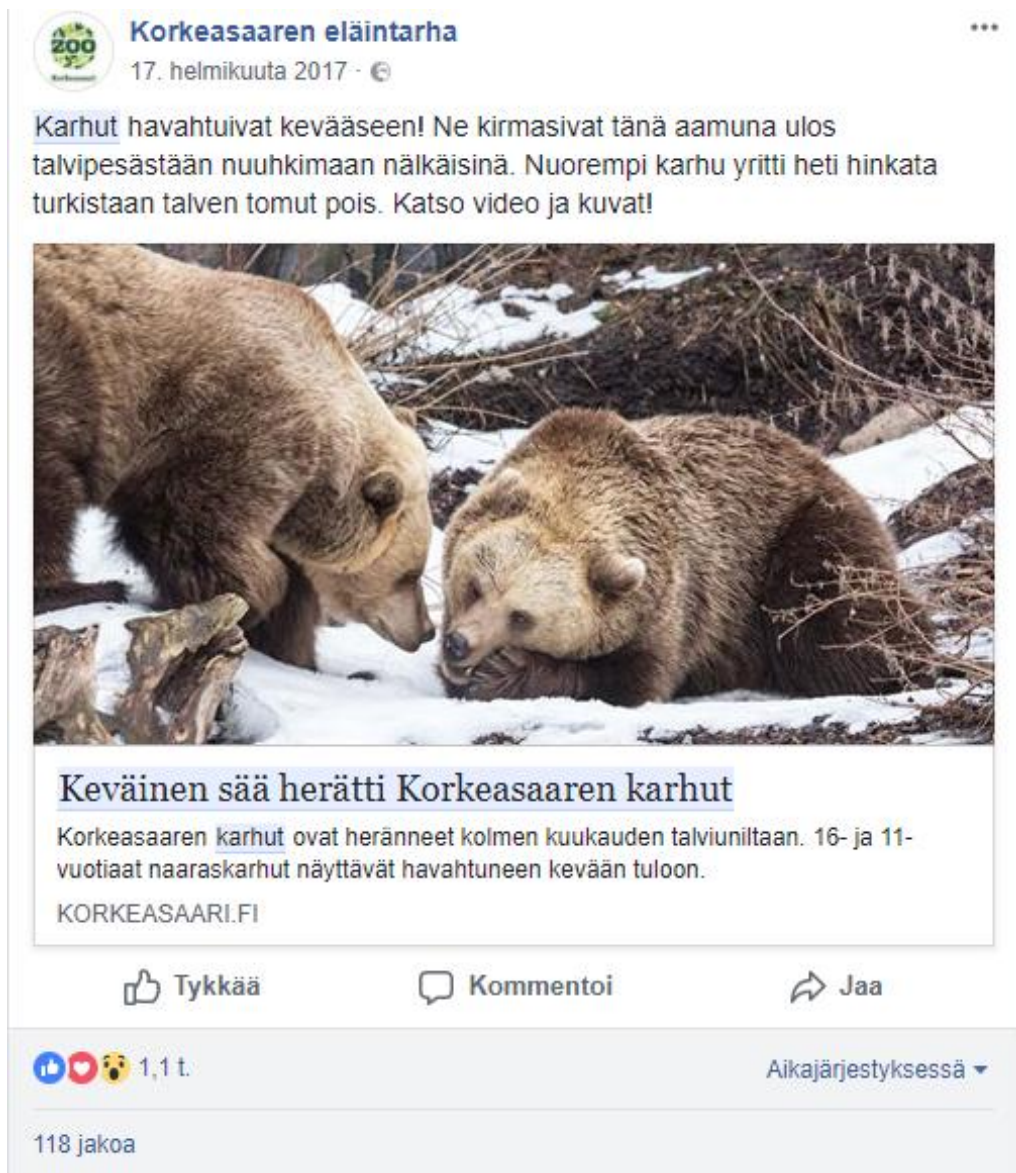 ZOO
Korkeasaari
Korkeasaaren eläintarha
17. helmikuuta 2017 ·
Karhut havahtuivat kevääseen! Ne kirmasivat tänä aamuna ulos
talvipesästään nuuhkimaan nälkäisinä. Nuorempi karhu yritti heti hinkata
turkistaan talven tomut pois. Katso video ja kuvat!
Keväinen sää herätti Korkeasaaren karhut
Korkeasaaren karhut ovat heränneet kolmen kuukauden talviuniltaan. 16- ja 11-
vuotiaat naaraskarhut näyttävät havahtuneen kevään tuloon.
KORKEASAARI.FI
Tykkää Kommentoi Jaa
1,1 t. Aikajärjestyksessä
118 jakoa